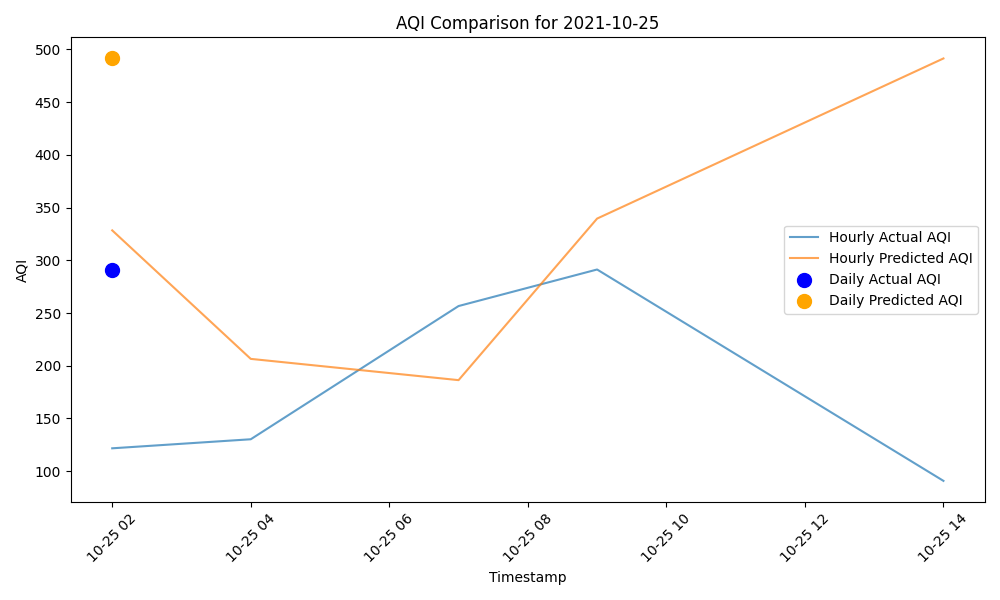 AQI Comparison for 2021-10-25
AQI
500
450
400
350
300
250
200
150
100
Hourly Actual AQI
Hourly Predicted AQI
Daily Actual AQI
Daily Predicted AQI
10-25 02
10-25 04
10-25 06
10-25 08
10-25 10
10-25 12
10-25 14
Timestamp